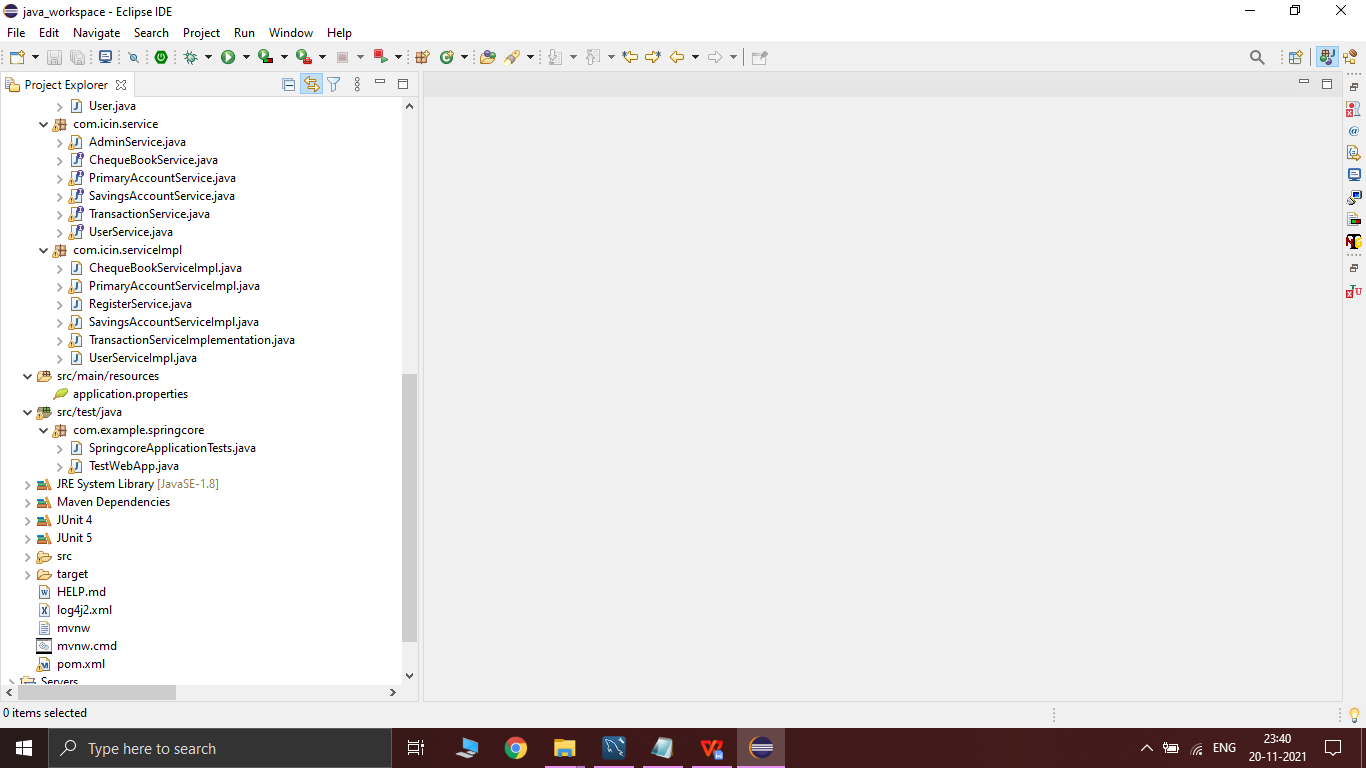 java_workspace - Eclipse IDE
File Edit Navigate Search Project Run Window Help
Project Explorer
User.java
com.icin.service
AdminService.java
ChequeBookService.java
PrimaryAccountService.java
SavingsAccountService.java
TransactionService.java
UserService.java
com.icin.serviceImpl
ChequeBookServiceImpl.java
PrimaryAccountServiceImpl.java
RegisterService.java
SavingsAccountServiceImpl.java
TransactionServiceImplementation.java
UserServiceImpl.java
src/main/resources
application.properties
src/test/java
com.example.springcore
SpringcoreApplicationTests.java
TestWebApp.java
JRE System Library [JavaSE-1.8]
Maven Dependencies
JUnit 4
JUnit 5
src
target
HELP.md
log4j2.xml
mvnw
mvnw.cmd
pom.xml
Servers
0 items selected
Type here to search
ENG
23:40
20-11-2021